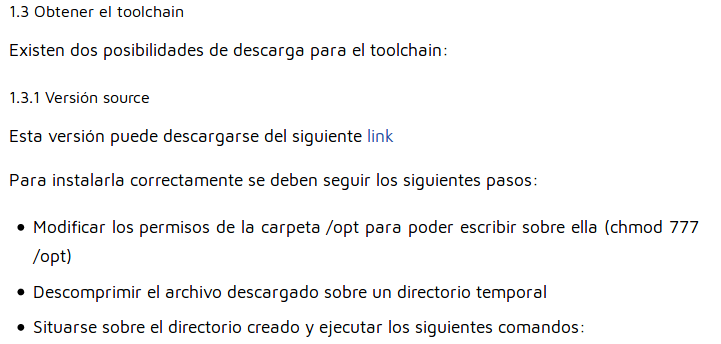 1.3 Obtener el toolchain
Existen dos posibilidades de descarga para el toolchain:
1.3.1 Versión source
Esta versión puede descargarse del siguiente link
Para instalarla correctamente se deben seguir los siguientes pasos:
• Modificar los permisos de la carpeta /opt para poder escribir sobre ella (chmod 777
/opt)
• Descomprimir el archivo descargado sobre un directorio temporal
• Situarse sobre el directorio creado y ejecutar los siguientes comandos: